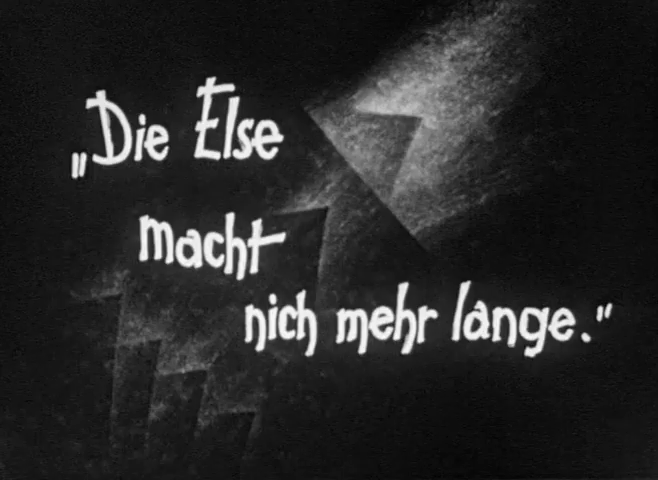 „Die Else
macht
nich mehr lange.“